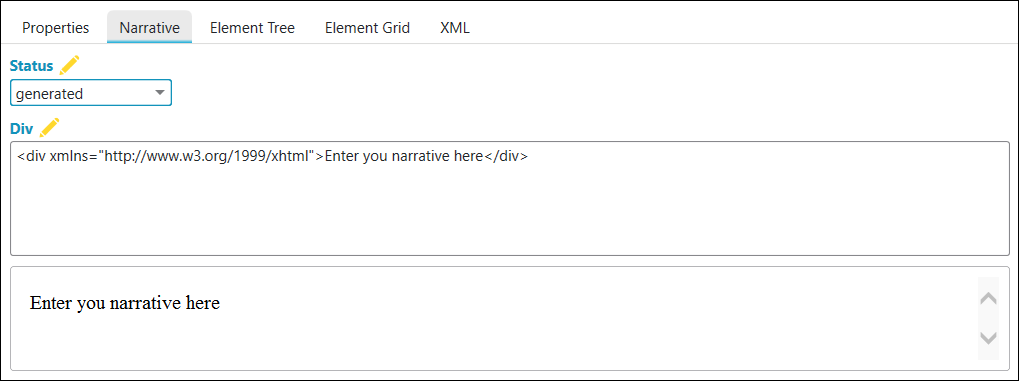 Properties Narrative Element Tree Element Grid XML
Status
generated
Div
<div xmlns="http://www.w3.org/1999/xhtml">Enter you narrative here</div>
Enter you narrative here